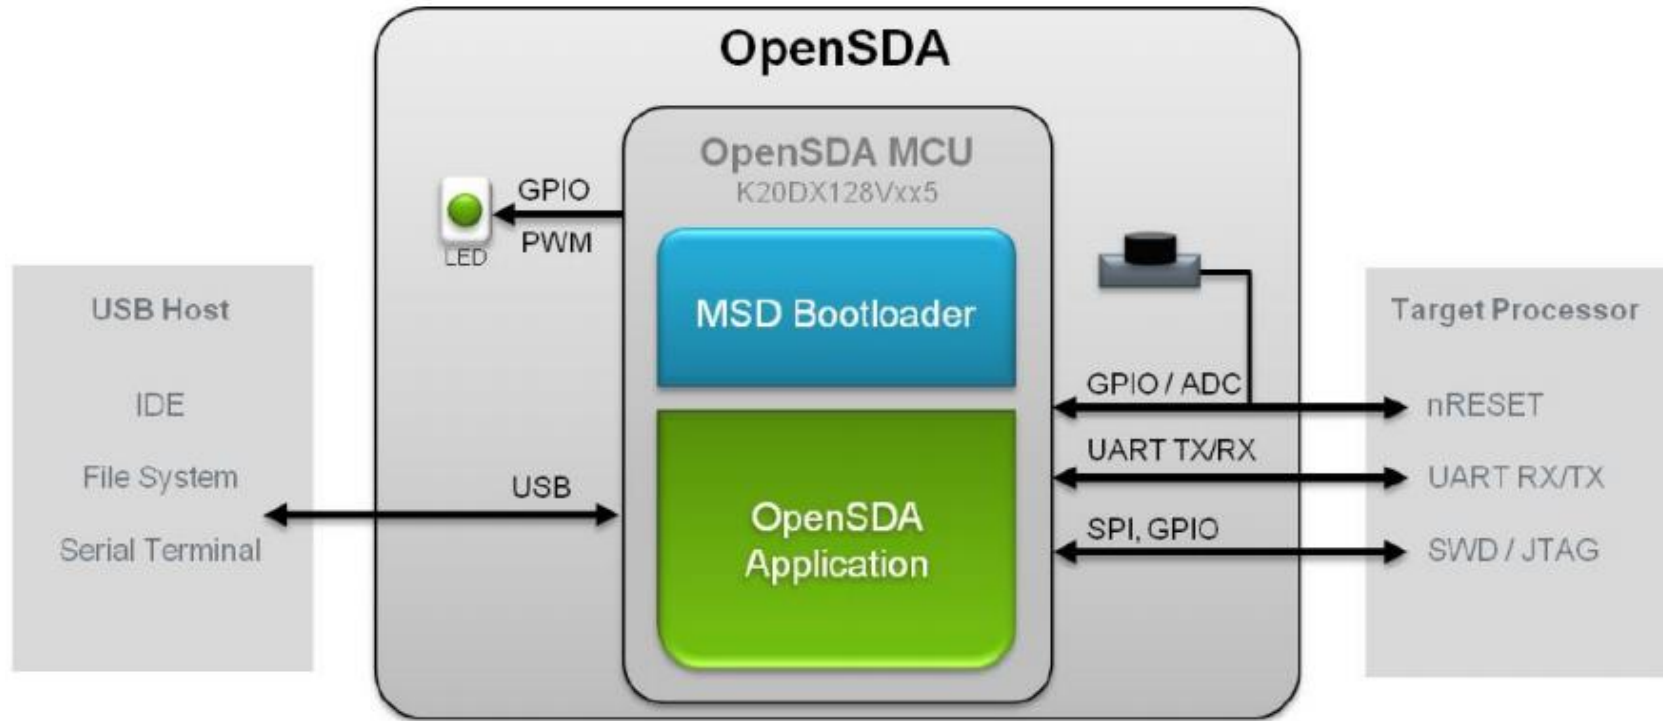 OpenSDA
OpenSDA MCU
K20DX128Vxx5
GPIO
PWM
LED
MSD Bootloader
USB Host
IDE
File System
Serial Terminal
USB
OpenSDA
Application
GPIO / ADC
UART TX/RX
SPI, GPIO
Target Processor
nRESET
UART RX/TX
SWD / JTAG